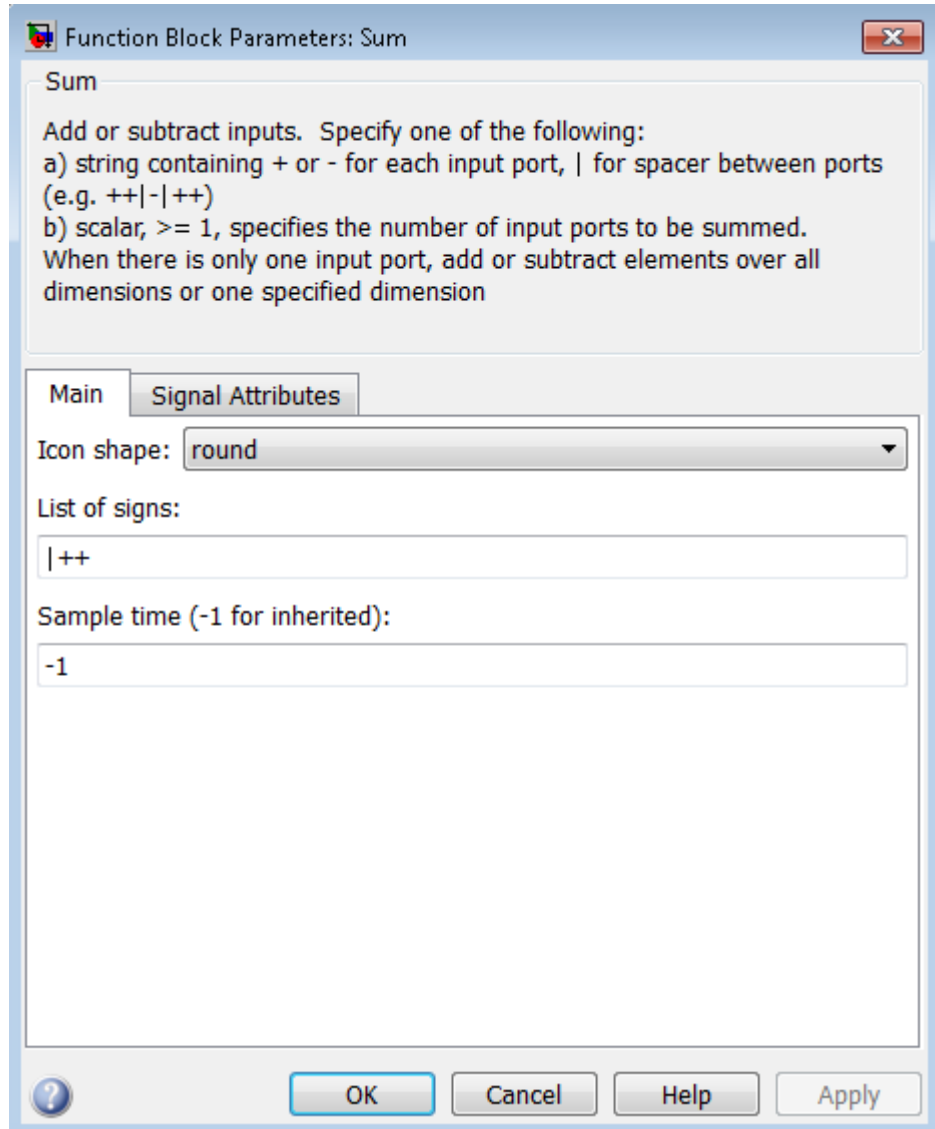 Function Block Parameters: Sum
Sum
Add or subtract inputs.  Specify one of the following:
a) string containing + or - for each input port, | for spacer between ports
(e.g. ++|-|++)
b) scalar, >= 1, specifies the number of input ports to be summed.
When there is only one input port, add or subtract elements over all
dimensions or one specified dimension
Main
Signal Attributes
Icon shape: round
List of signs:
|++
Sample time (-1 for inherited):
-1
OK
Cancel
Help
Apply